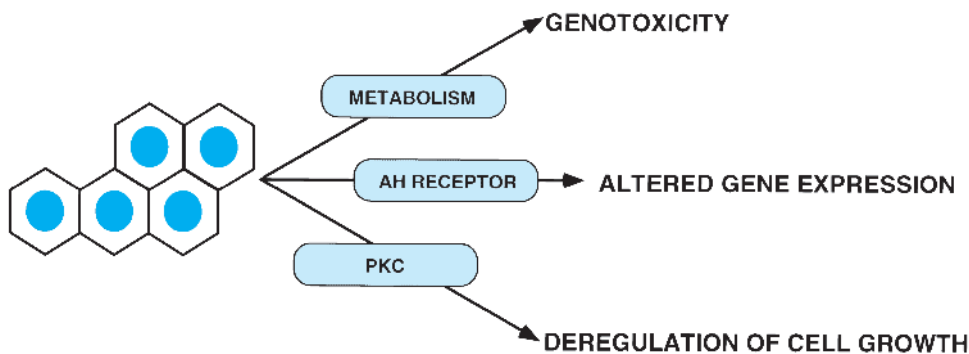 GENOTOXICITY
METABOLISM
AH RECEPTOR
ALTERED GENE EXPRESSION
PKC
DEREGULATION OF CELL GROWTH